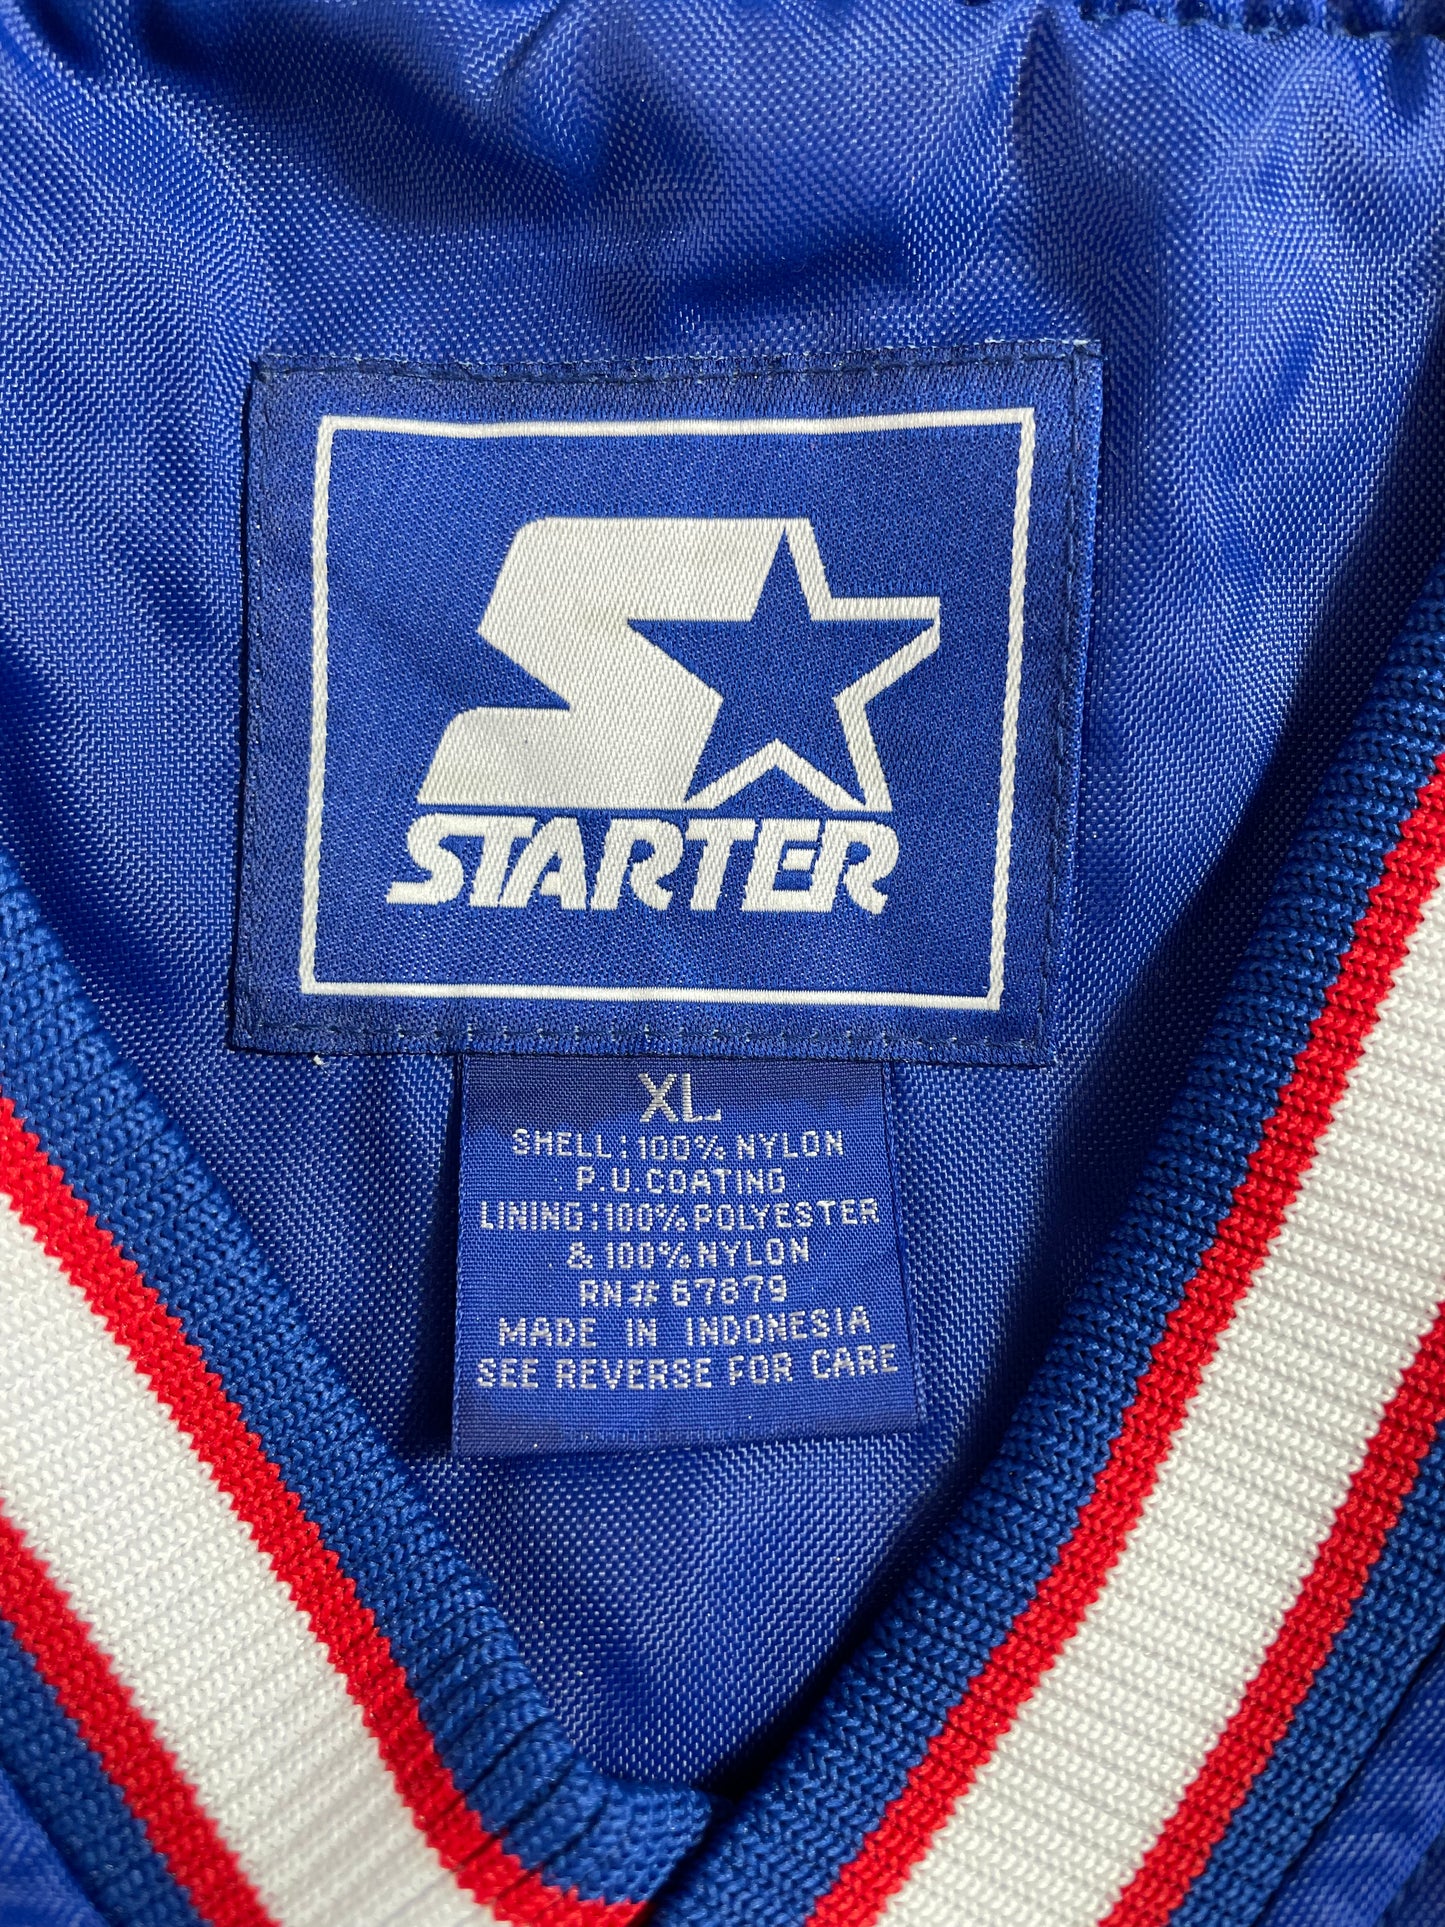 STARTER
XL
SHELL:100% NYLON
P.U.COATING
LINING:100% POLYESTER
& 100% NYLON
RN# 67879
MADE IN INDONESIA
SEE REVERSE FOR CARE